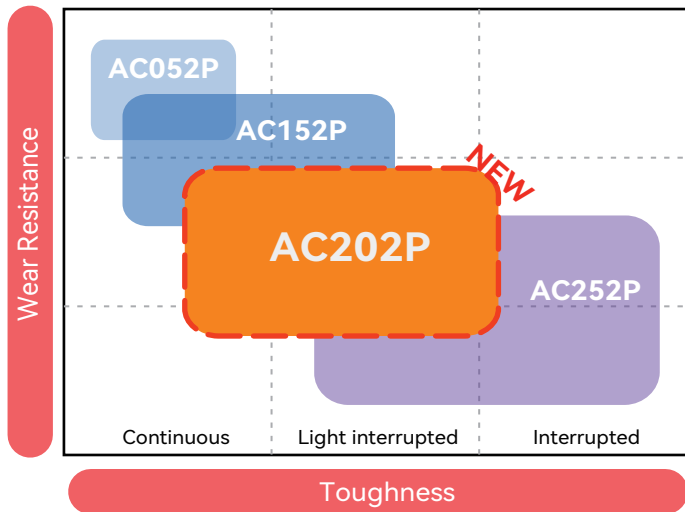 Wear Resistance
AC052P
AC152P
NEW
AC202P
AC252P
Continuous
Light interrupted
Interrupted
Toughness